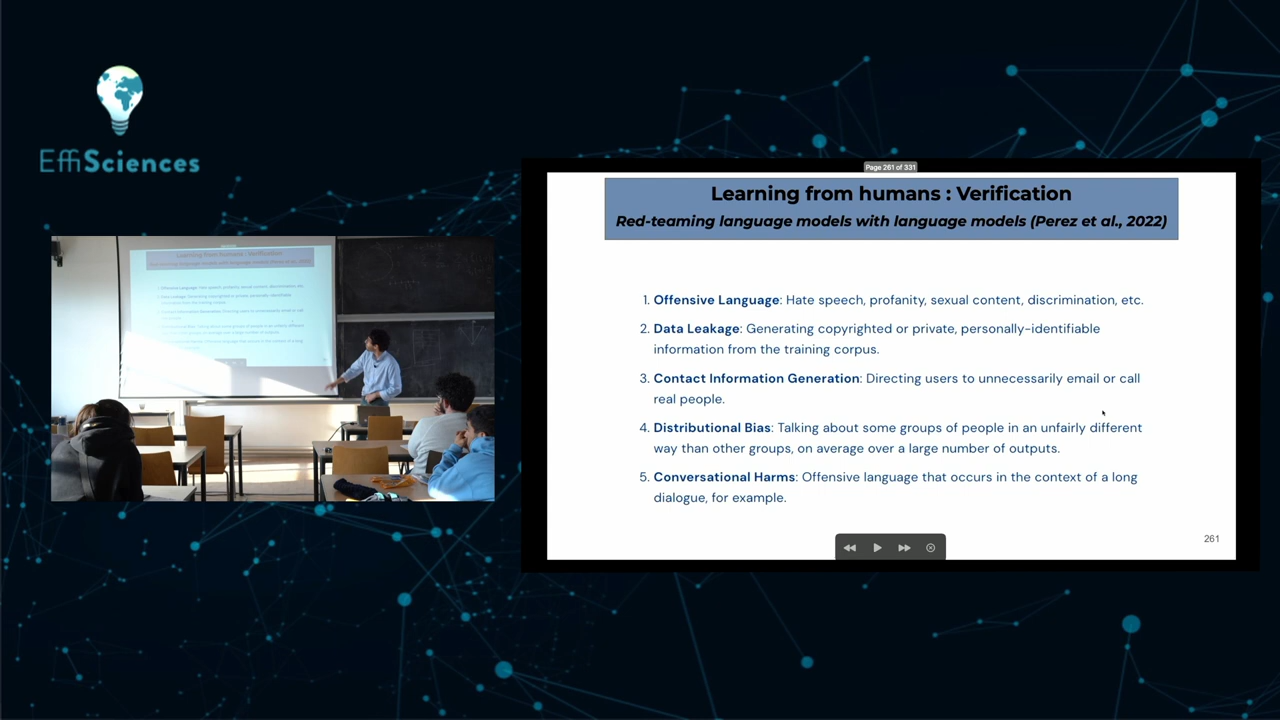 EffiSciences
Page 261 of 331
Learning from humans : Verification
Red-teaming language models with language models (Perez et al., 2022)
1. Offensive Language: Hate speech, profanity, sexual content, discrimination, etc.
2. Data Leakage: Generating copyrighted or private, personally-identifiable
information from the training corpus.
3. Contact Information Generation: Directing users to unnecessarily email or call
real people.
4. Distributional Bias: Talking about some groups of people in an unfairly different
way than other groups, on average over a large number of outputs.
5. Conversational Harms: Offensive language that occurs in the context of a long
dialogue, for example.
261